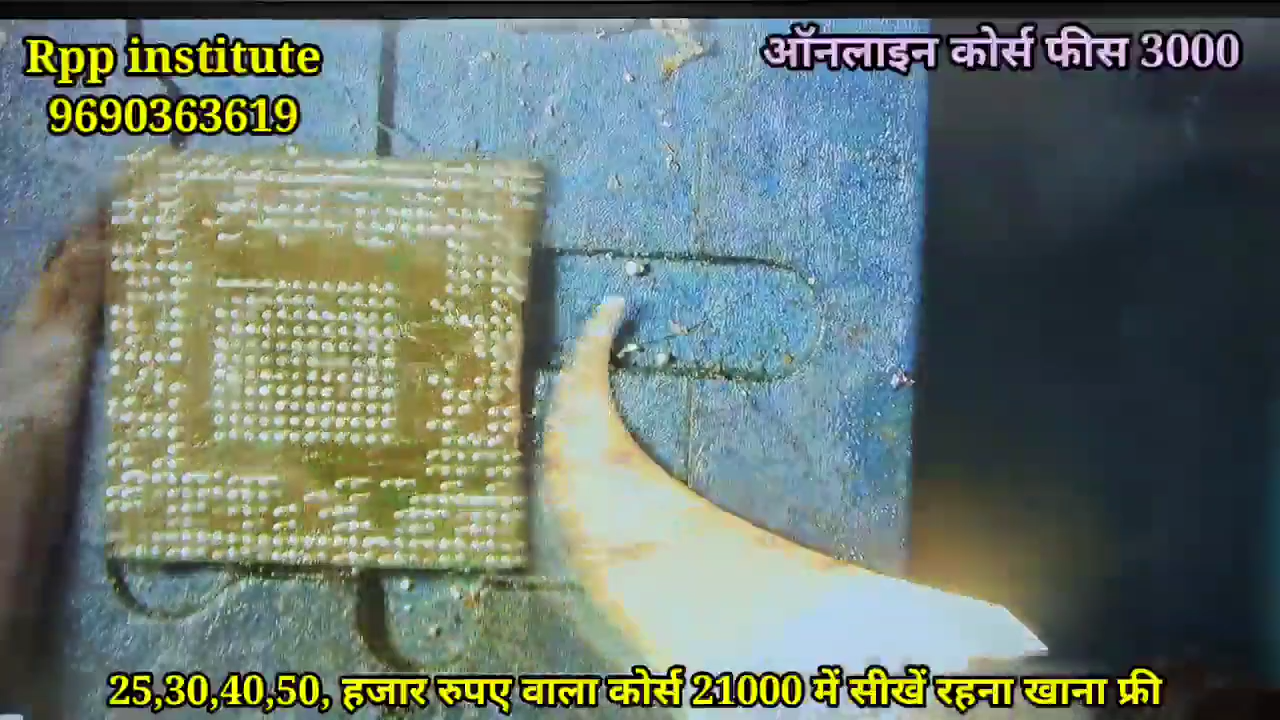 Rpp institute
9690363619
ऑनलाइन कोर्स फीस 3000
25,30,40,50, हजार रुपए वाला कोर्स 21000 में सीखें रहना खाना फ्री